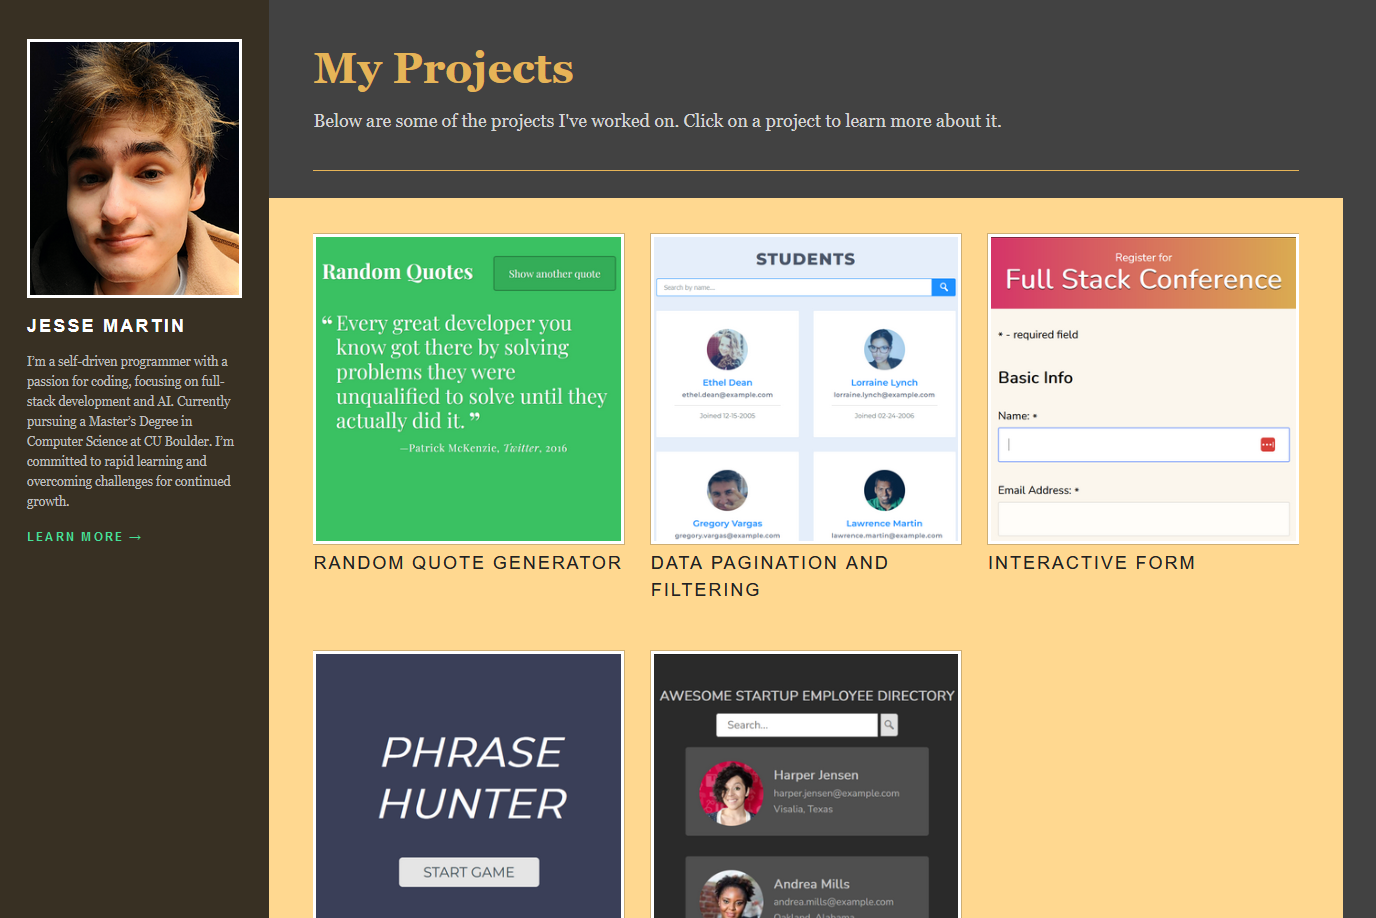 My Projects
Below are some of the projects I've worked on. Click on a project to learn more about it.
JESSE MARTIN
I'm a self-driven programmer with a
passion for coding, focusing on full-
stack development and AI. Currently
pursuing a Master's Degree in
Computer Science at CU Boulder. I'm
committed to rapid learning and
overcoming challenges for continued
growth.
LEARN MORE →
Random Quotes
Show another quote
“Every great developer you
know got there by solving
problems they were
unqualified to solve until they
actually did it.”
—Patrick McKenzie, Twitter, 2016
RANDOM QUOTE GENERATOR
STUDENTS
Search by name...
Ethel Dean
ethel.dean@example.com
Joined 12-15-2005
Lorraine Lynch
lorraine.lynch@example.com
Joined 02-24-2006
Gregory Vargas
gregory.vargas@example.com
Lawrence Martin
lawrence.martin@example.com
DATA PAGINATION AND
FILTERING
Register for
Full Stack Conference
* - required field
Basic Info
Name: *
Email Address: *
INTERACTIVE FORM
PHRASE
HUNTER
START GAME
AWESOME STARTUP EMPLOYEE DIRECTORY
Search...
Harper Jensen
harper.jensen@example.com
Visalia, Texas
Andrea Mills
andrea.mills@example.com
Oakland, Alabama